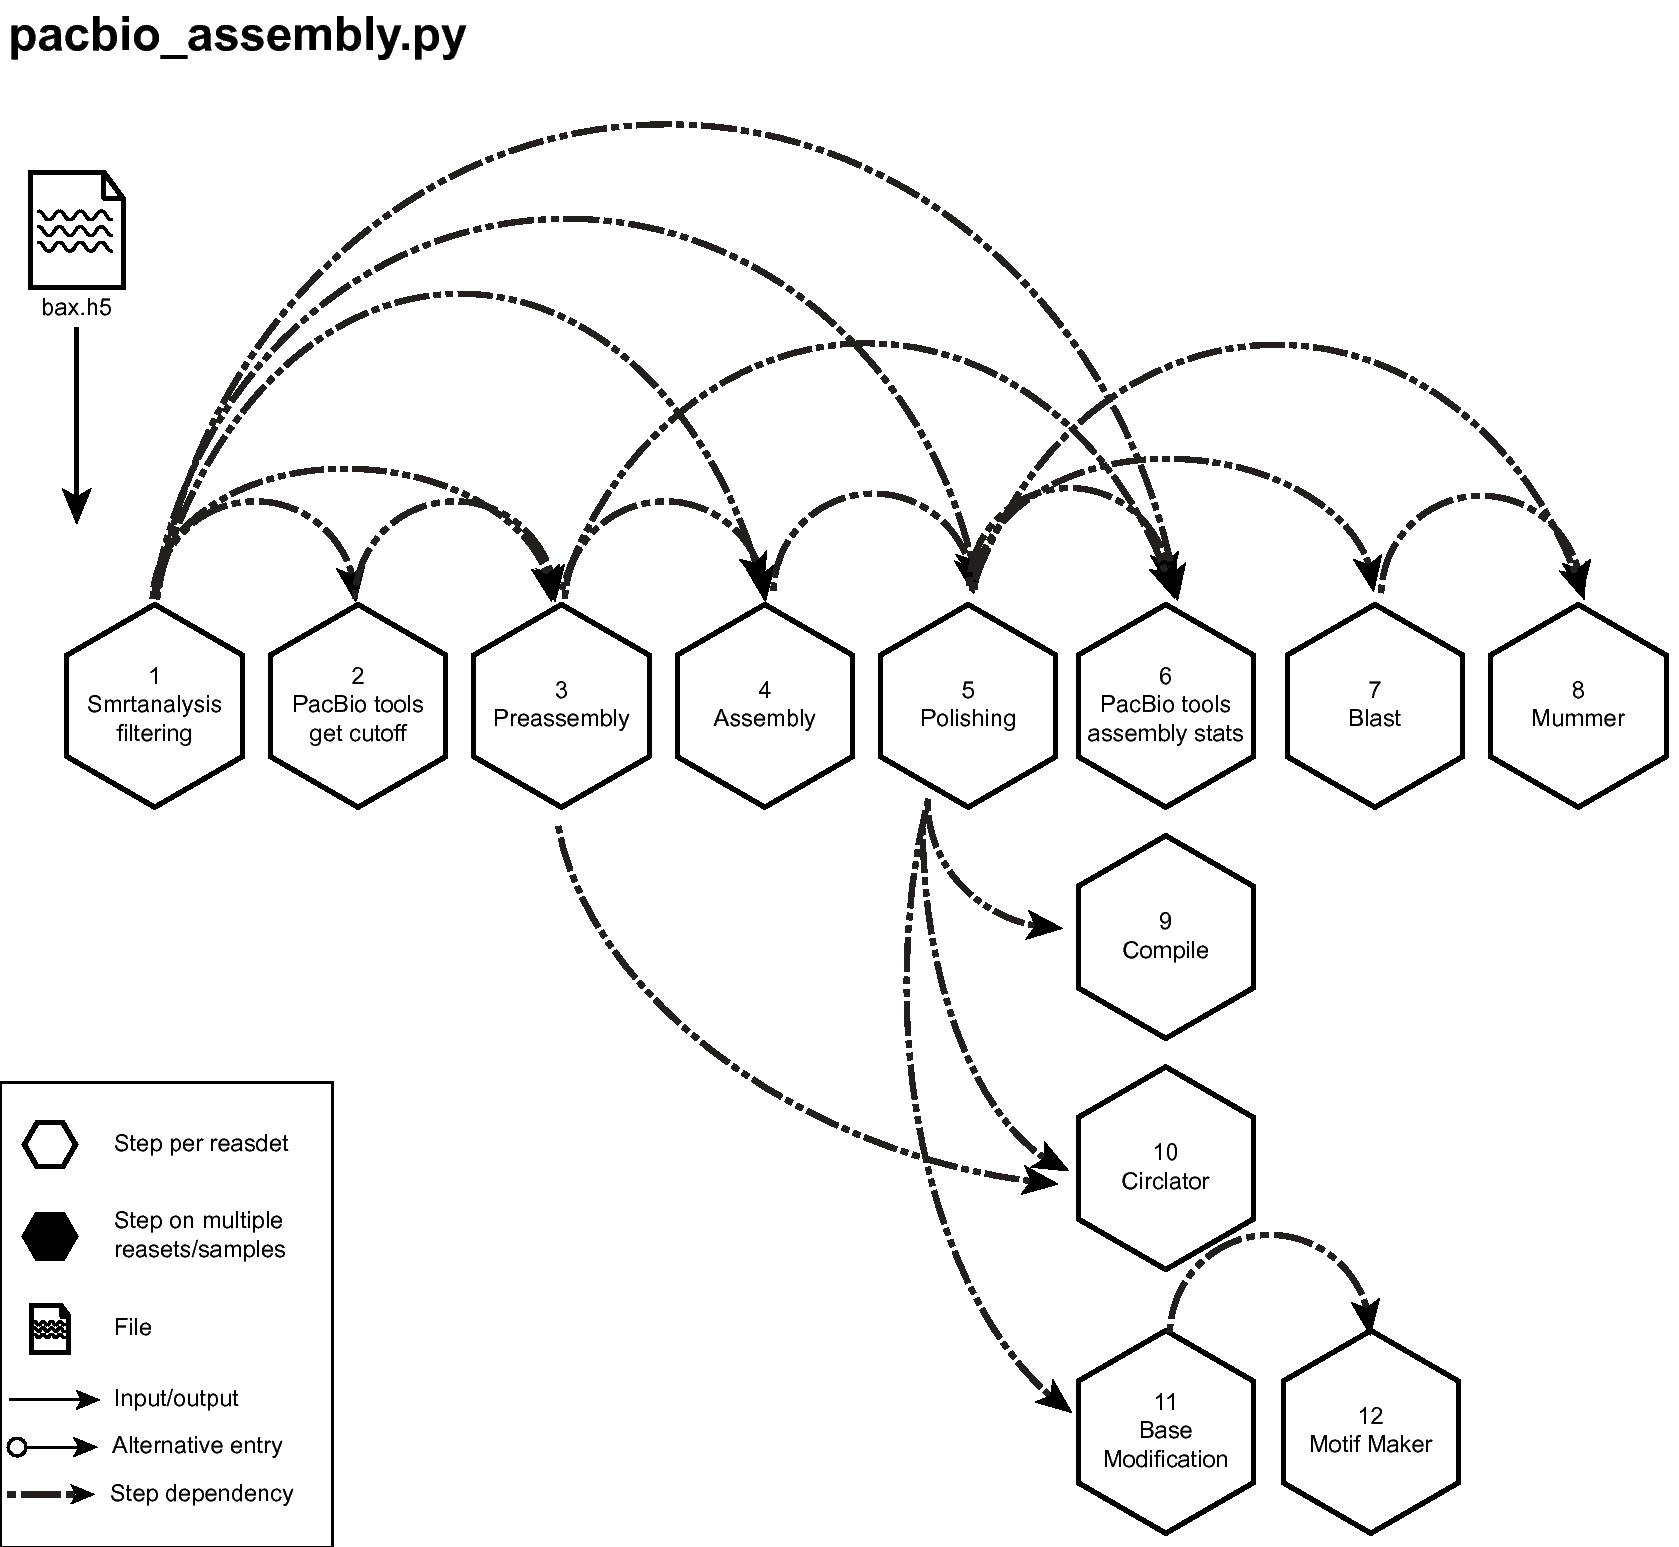 pacbio_assembly.py
bax.h5
1
Smrtanalysis
filtering
2
PacBio tools
get cutoff
3
Preassembly
4
Assembly
5
Polishing
6
PacBio tools
assembly stats
7
Blast
8
Mummer
9
Compile
10
Circlator
11
Base
Modification
12
Motif Maker
Step per reasdet
Step on multiple
reasets/samples
File
Input/output
Alternative entry
Step dependency